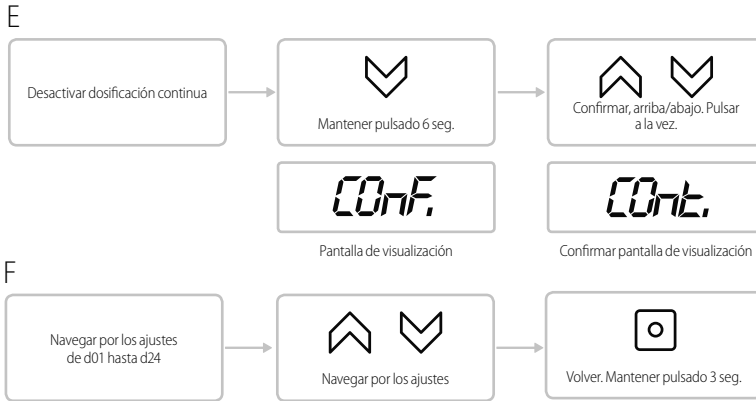 E
Desactivar dosificación continua
Mantener pulsado 6 seg.
Confirmar, arriba/abajo. Pulsar
a la vez.
COnF.
COnt.
Pantalla de visualización
Confirmar pantalla de visualización
F
Navegar por los ajustes
de d01 hasta d24
Navegar por los ajustes
Volver. Mantener pulsado 3 seg.